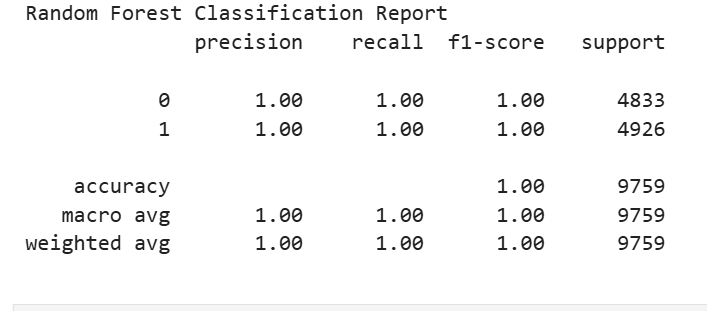 Random Forest Classification Report
precision recall f1-score support
0 1.00 1.00 1.00 4833
1 1.00 1.00 1.00 4926
accuracy 1.00 9759
macro avg 1.00 1.00 1.00 9759
weighted avg 1.00 1.00 1.00 9759